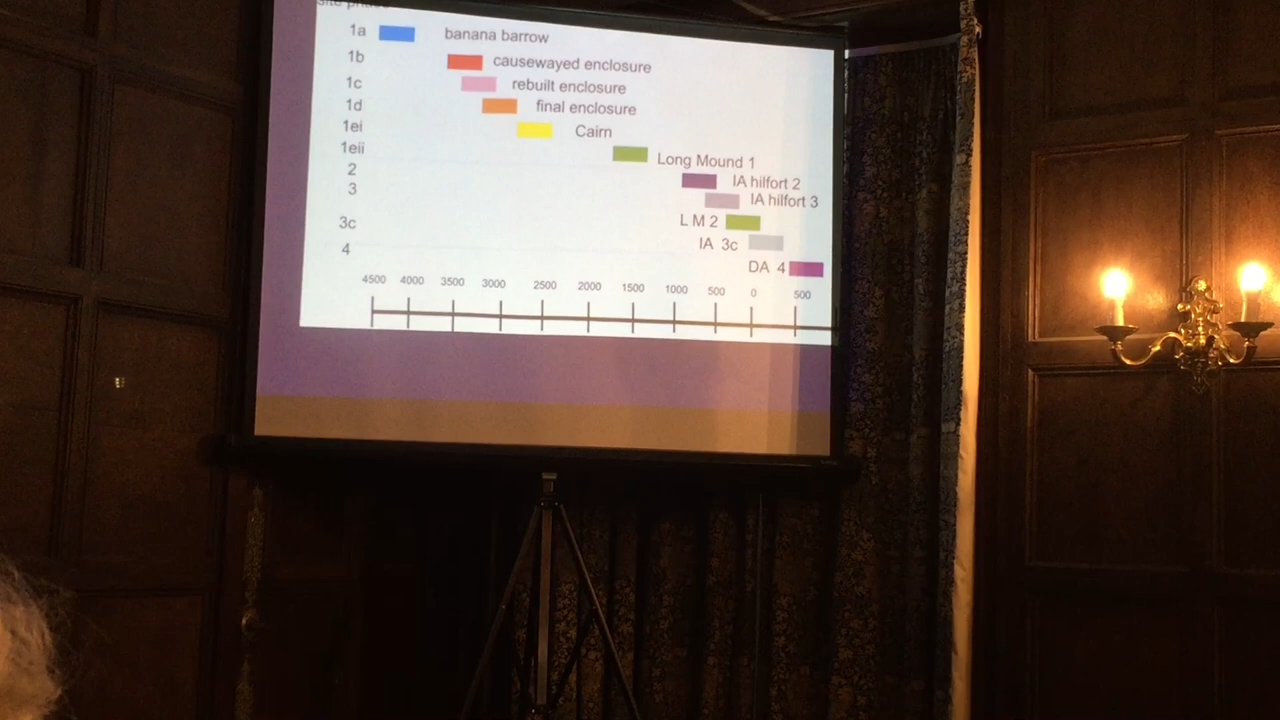 1a banana barrow
1b causewayed enclosure
1c rebuilt enclosure
1d final enclosure
1ei Cairn
1eii Long Mound 1
2 IA hilfort 2
3 IA hilfort 3
3c L M 2
IA 3c
4 DA 4
4500 4000 3500 3000 2500 2000 1500 1000 500 0 500